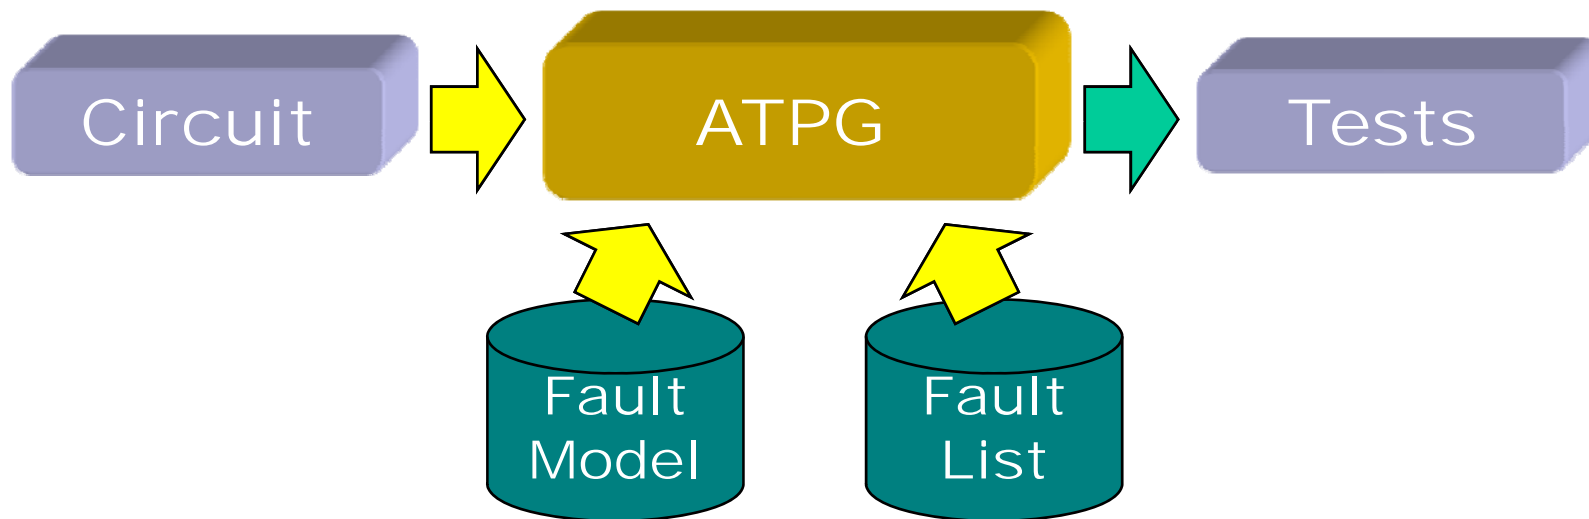 Circuit
ATPG
Tests
Fault
Model
Fault
List